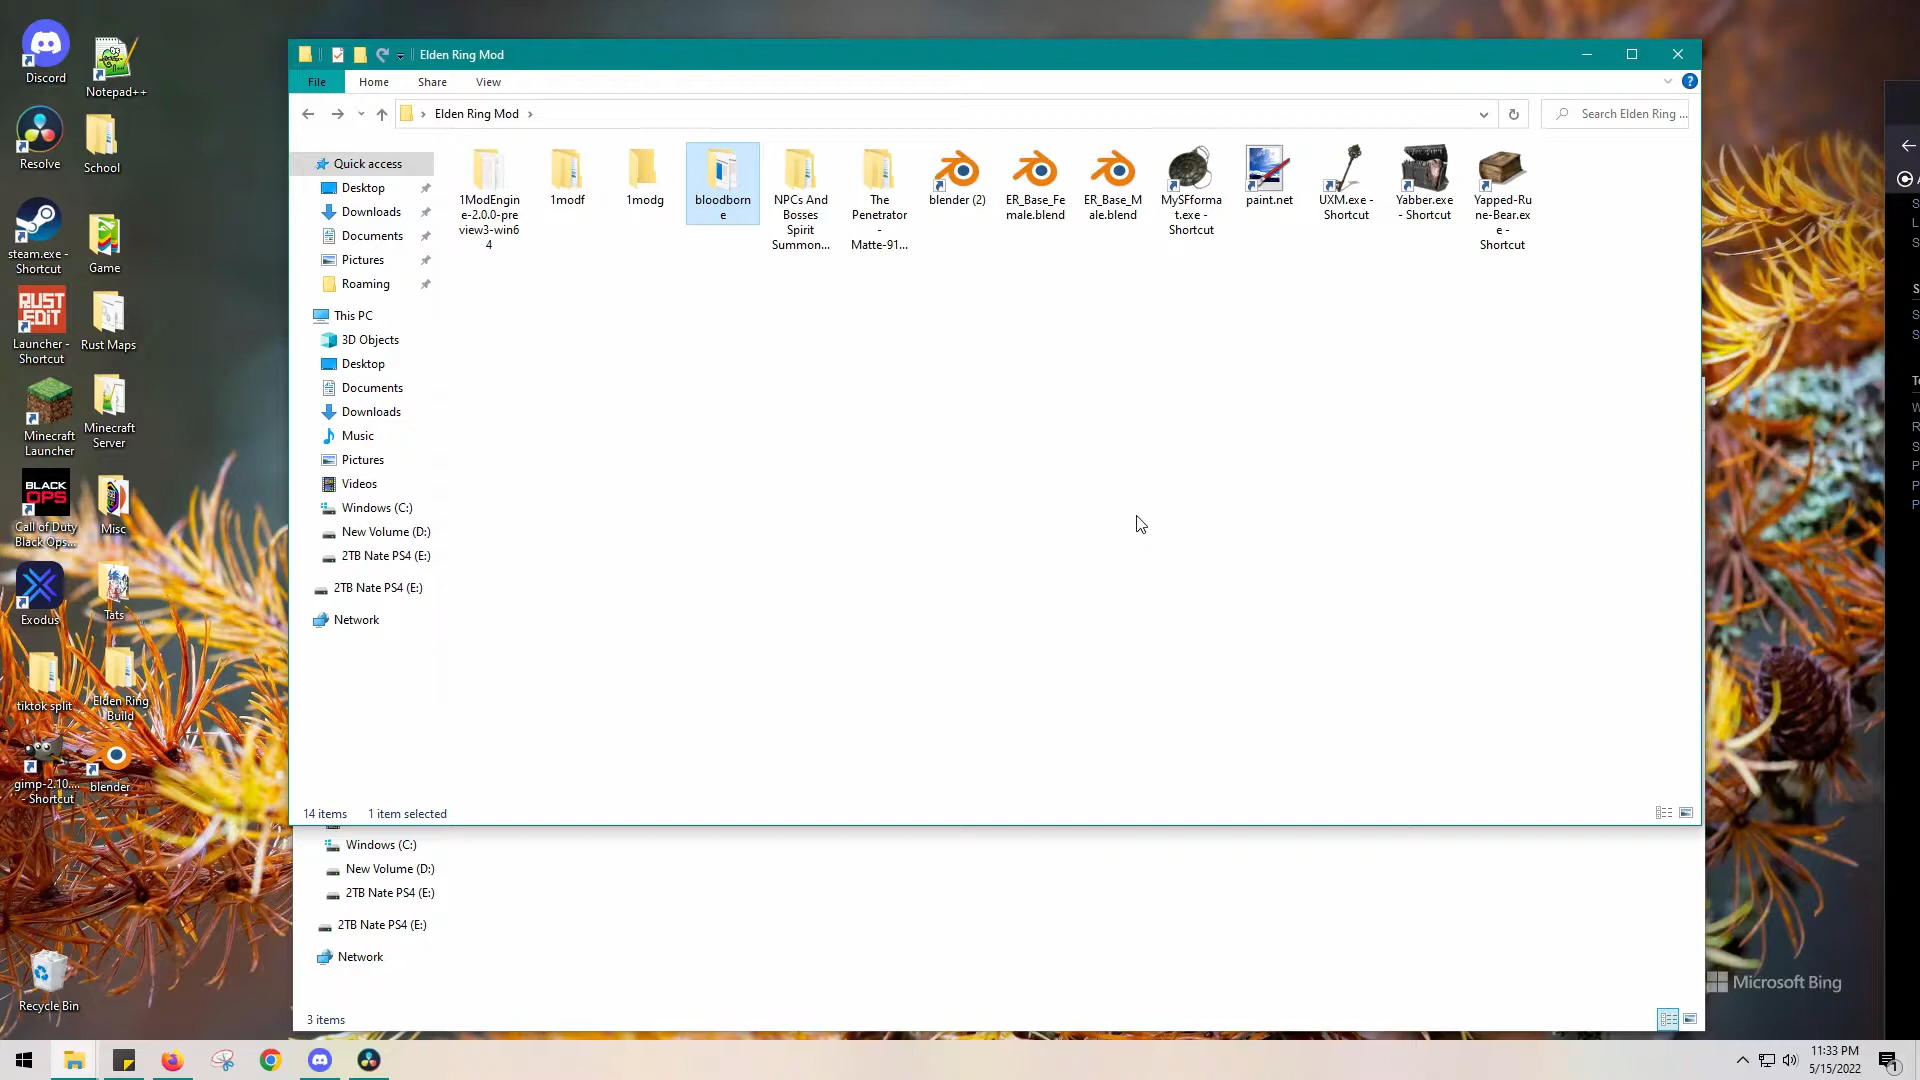 Discord
Notepad++
Resolve
School
steam.exe -
Shortcut
Game
RUST
EDIT
Launcher -
Shortcut
Rust Maps
Minecraft
Launcher
Minecraft
Server
BLACK
OPS
Call of Duty
Black Ops...
Misc
Exodus
Tats
tiktok split
Elden Ring
Build
gimp-2.10....
- Shortcut
blender
Recycle Bin
Elden Ring Mod
File
Home
Share
View
Elden Ring Mod
Search Elden Ring ...
Quick access
Desktop
Downloads
Documents
Pictures
Roaming
This PC
3D Objects
Desktop
Documents
Downloads
Music
Pictures
Videos
Windows (C:)
New Volume (D:)
2TB Nate PS4 (E:)
2TB Nate PS4 (E:)
Network
1ModEngin
e-2.0.0-pre
view3-win6
4
1modf
1modg
bloodborn
e
NPCs And
Bosses
Spirit
Summon...
The
Penetrator
-
Matte-91...
blender (2)
ER_Base_Fe
male.blend
ER_Base_M
ale.blend
MySFforma
t.exe -
Shortcut
paint.net
UXM.exe -
Shortcut
Yabber.exe
- Shortcut
Yapped-Ru
ne-Bear.ex
e -
Shortcut
14 items
1 item selected
Windows (C:)
New Volume (D:)
2TB Nate PS4 (E:)
2TB Nate PS4 (E:)
Network
3 items
Microsoft Bing
11:33 PM
5/15/2022
1